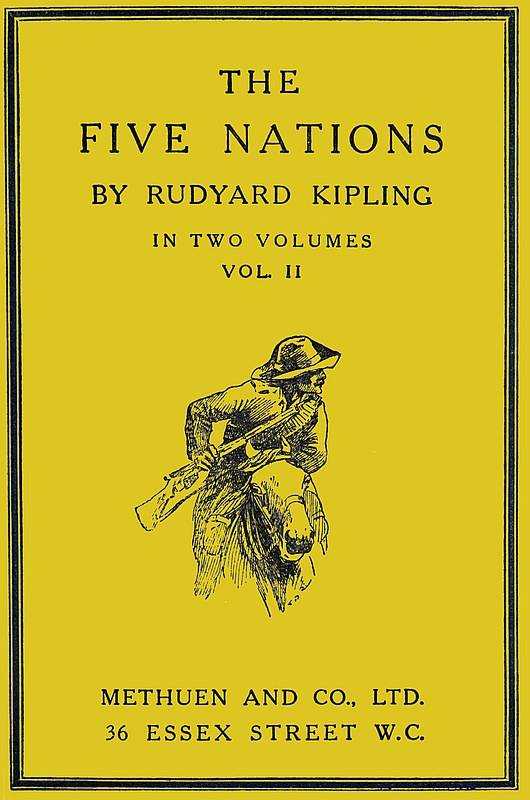 THE
FIVE NATIONS
BY RUDYARD KIPLING
IN TWO VOLUMES
VOL. II
METHUEN AND CO., LTD.
36 ESSEX STREET W.C.